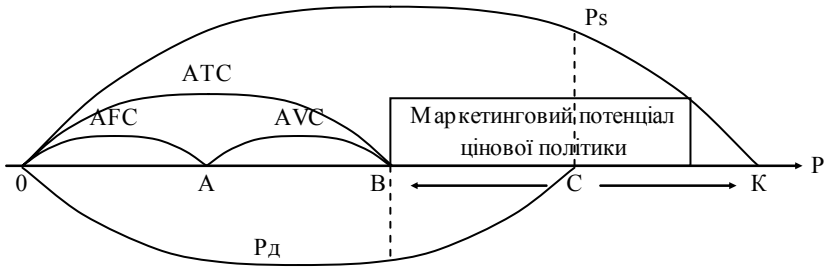 Ps
ATC
AFC
AVC
Маркетинговий потенціал
цінової політики
P
0
A
B
C
К
Рд